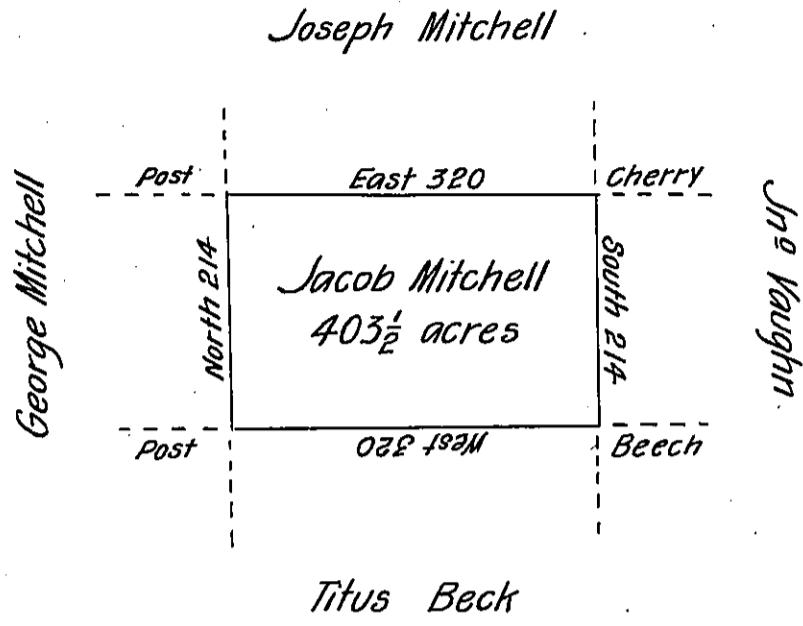 Joseph Mitchell
Post East 320 Cherry
George Mitchell
North 214
Jacob Mitchell
403½ acres
South 214
Jnº Vaughn
Post West 320 Beech
Titus Beck